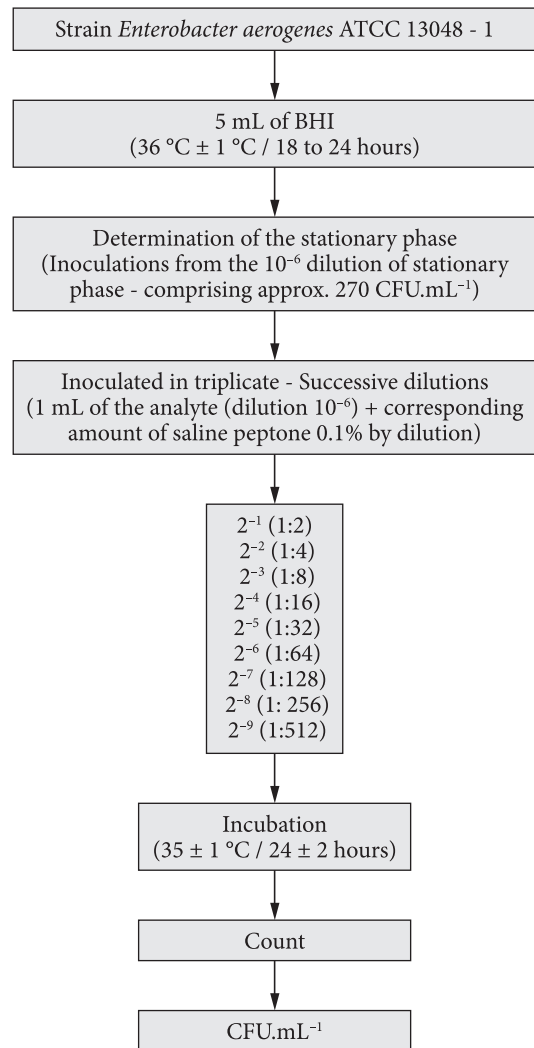 Strain Enterobacter aerogenes ATCC 13048 - 1
5 mL of BHI
(36 °C ± 1 °C / 18 to 24 hours)
Determination of the stationary phase
(Inoculations from the 10⁻⁶ dilution of stationary
phase - comprising approx. 270 CFU.mL⁻¹)
Inoculated in triplicate - Successive dilutions
(1 mL of the analyte (dilution 10⁻⁶) + corresponding
amount of saline peptone 0.1% by dilution)
2⁻¹ (1:2)
2⁻² (1:4)
2⁻³ (1:8)
2⁻⁴ (1:16)
2⁻⁵ (1:32)
2⁻⁶ (1:64)
2⁻⁷ (1:128)
2⁻⁸ (1: 256)
2⁻⁹ (1:512)
Incubation
(35 ± 1 °C / 24 ± 2 hours)
Count
CFU.mL⁻¹